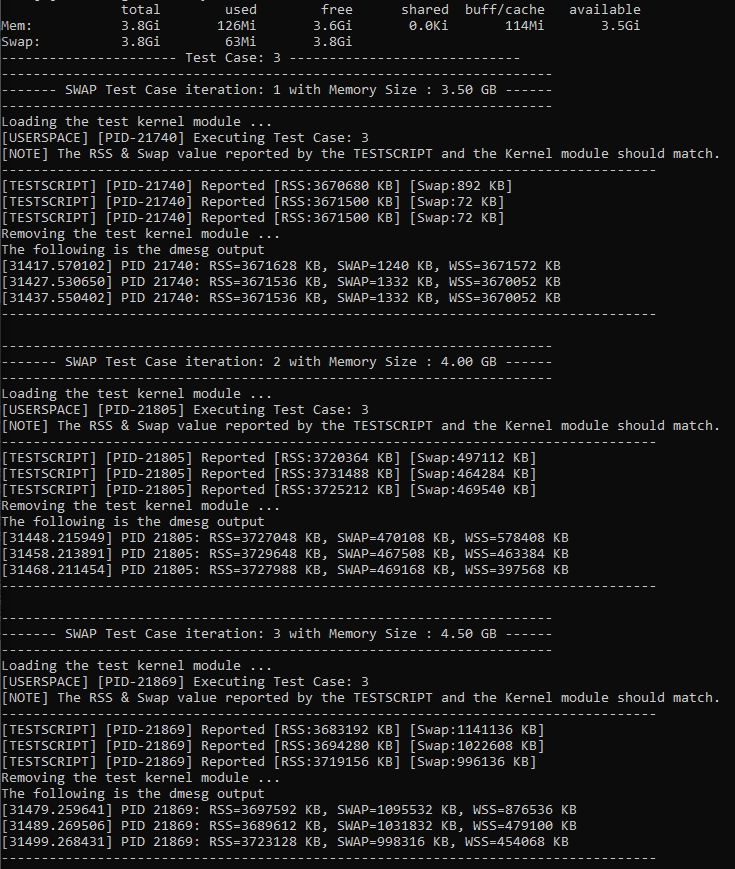 total used free shared buff/cache available
Mem: 3.8Gi 126Mi 3.6Gi 0.0Ki 114Mi 3.5Gi
Swap: 3.8Gi 63Mi 3.8Gi
---------------------- Test Case: 3 -----------------------------
---------------------------------------------------------------------
------- SWAP Test Case iteration: 1 with Memory Size : 3.50 GB ------
---------------------------------------------------------------------
Loading the test kernel module ...
[USERSPACE] [PID-21740] Executing Test Case: 3
[NOTE] The RSS & Swap value reported by the TESTSCRIPT and the Kernel module should match.
----------------------------------------------------------------------------------
[TESTSCRIPT] [PID-21740] Reported [RSS:3670680 KB] [Swap:892 KB]
[TESTSCRIPT] [PID-21740] Reported [RSS:3671500 KB] [Swap:72 KB]
[TESTSCRIPT] [PID-21740] Reported [RSS:3671500 KB] [Swap:72 KB]
Removing the test kernel module ...
The following is the dmesg output
[31417.570102] PID 21740: RSS=3671628 KB, SWAP=1240 KB, WSS=3671572 KB
[31427.530650] PID 21740: RSS=3671536 KB, SWAP=1332 KB, WSS=3670052 KB
[31437.550402] PID 21740: RSS=3671536 KB, SWAP=1332 KB, WSS=3670052 KB
----------------------------------------------------------------------------------
---------------------------------------------------------------------
------- SWAP Test Case iteration: 2 with Memory Size : 4.00 GB ------
---------------------------------------------------------------------
Loading the test kernel module ...
[USERSPACE] [PID-21805] Executing Test Case: 3
[NOTE] The RSS & Swap value reported by the TESTSCRIPT and the Kernel module should match.
----------------------------------------------------------------------------------
[TESTSCRIPT] [PID-21805] Reported [RSS:3720364 KB] [Swap:497112 KB]
[TESTSCRIPT] [PID-21805] Reported [RSS:3731488 KB] [Swap:464284 KB]
[TESTSCRIPT] [PID-21805] Reported [RSS:3725212 KB] [Swap:469540 KB]
Removing the test kernel module ...
The following is the dmesg output
[31448.215949] PID 21805: RSS=3727048 KB, SWAP=470108 KB, WSS=578408 KB
[31458.213891] PID 21805: RSS=3729648 KB, SWAP=467508 KB, WSS=463384 KB
[31468.211454] PID 21805: RSS=3727988 KB, SWAP=469168 KB, WSS=397568 KB
----------------------------------------------------------------------------------
---------------------------------------------------------------------
------- SWAP Test Case iteration: 3 with Memory Size : 4.50 GB ------
---------------------------------------------------------------------
Loading the test kernel module ...
[USERSPACE] [PID-21869] Executing Test Case: 3
[NOTE] The RSS & Swap value reported by the TESTSCRIPT and the Kernel module should match.
----------------------------------------------------------------------------------
[TESTSCRIPT] [PID-21869] Reported [RSS:3683192 KB] [Swap:1141136 KB]
[TESTSCRIPT] [PID-21869] Reported [RSS:3694280 KB] [Swap:1022608 KB]
[TESTSCRIPT] [PID-21869] Reported [RSS:3719156 KB] [Swap:996136 KB]
Removing the test kernel module ...
The following is the dmesg output
[31479.259641] PID 21869: RSS=3697592 KB, SWAP=1095532 KB, WSS=876536 KB
[31489.269506] PID 21869: RSS=3689612 KB, SWAP=1031832 KB, WSS=479100 KB
[31499.268431] PID 21869: RSS=3723128 KB, SWAP=998316 KB, WSS=454068 KB
----------------------------------------------------------------------------------